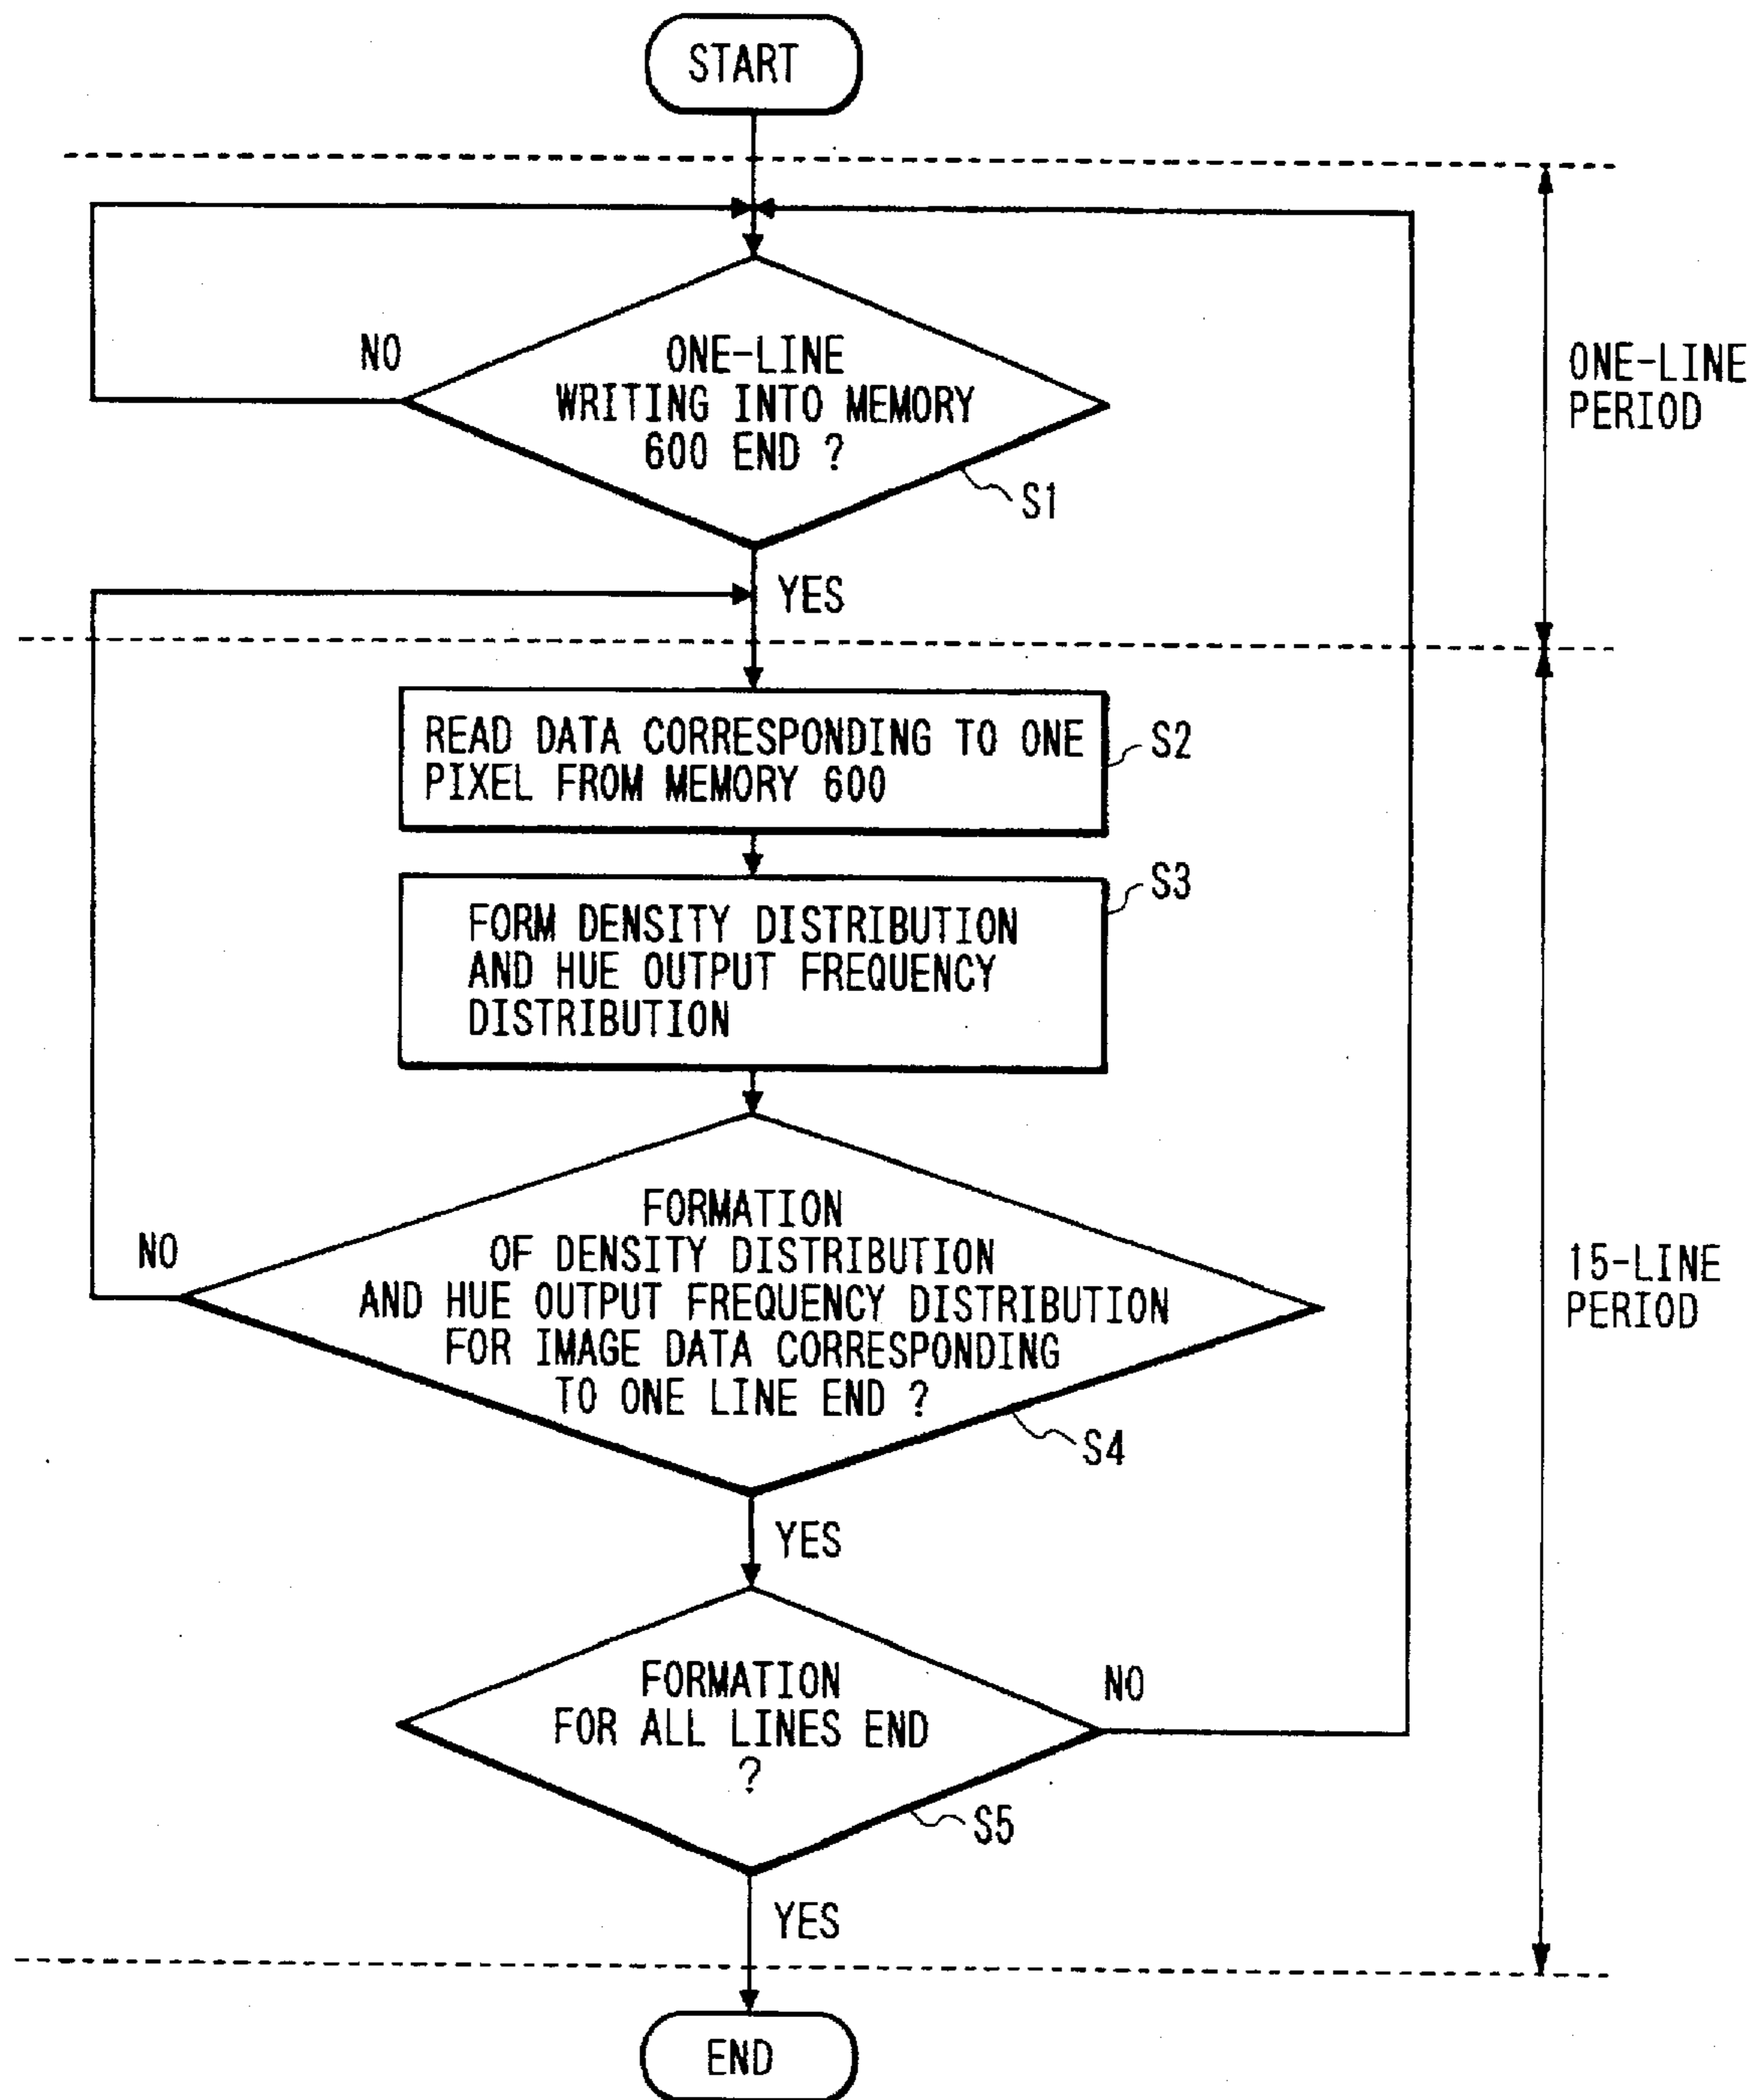 START
NO
ONE-LINE
WRITING INTO MEMORY
600 END ?
S1
ONE-LINE
PERIOD
YES
READ DATA CORRESPONDING TO ONE
PIXEL FROM MEMORY 600
S2
S3
FORM DENSITY DISTRIBUTION
AND HUE OUTPUT FREQUENCY
DISTRIBUTION
NO
FORMATION
OF DENSITY DISTRIBUTION
AND HUE OUTPUT FREQUENCY DISTRIBUTION
FOR IMAGE DATA CORRESPONDING
TO ONE LINE END ?
S4
15-LINE
PERIOD
YES
FORMATION
FOR ALL LINES END
?
NO
S5
YES
END